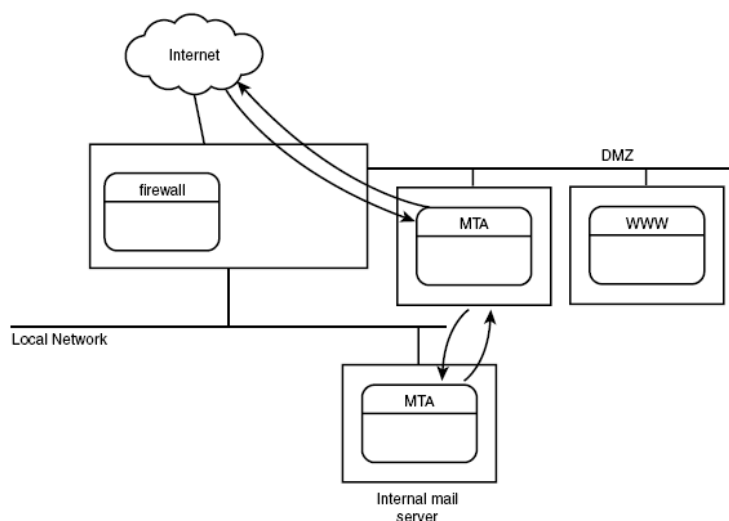 Internet
DMZ
firewall
MTA
WWW
Local Network
MTA
Internal mail
server